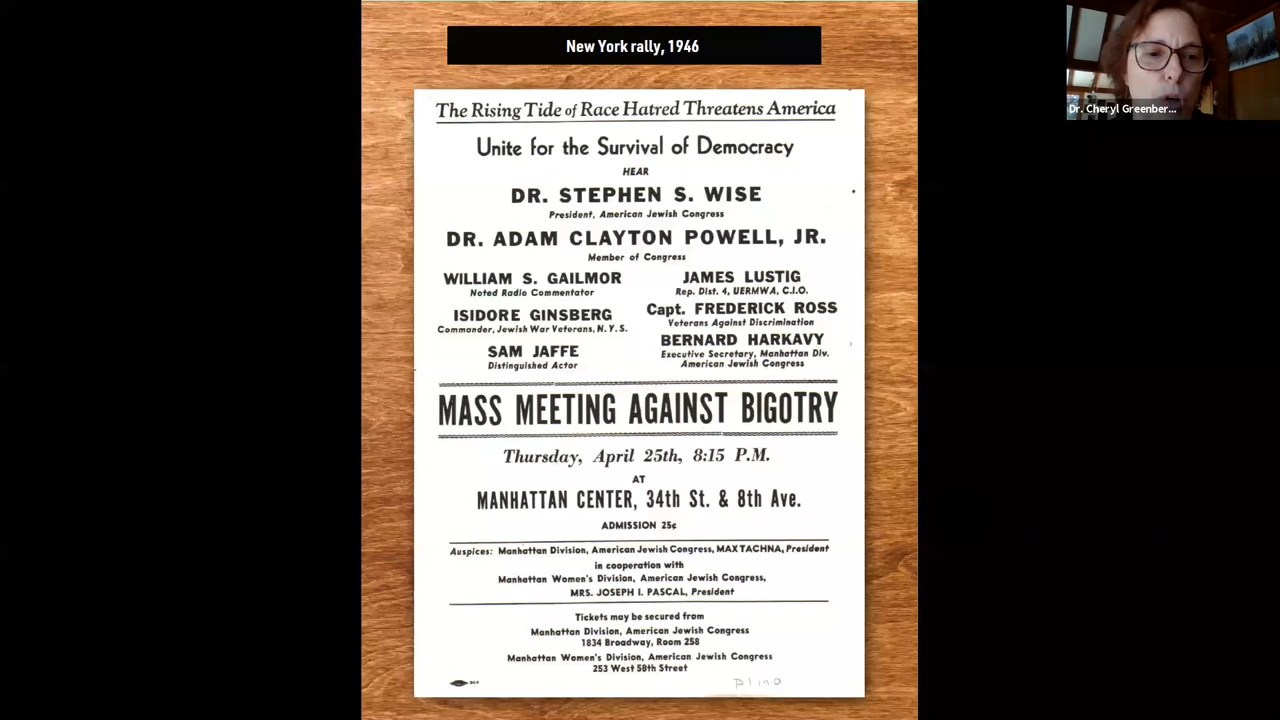 New York rally, 1946
Dr. Cheryl Greenber...
The Rising Tide of Race Hatred Threatens America
Unite for the Survival of Democracy
HEAR
DR. STEPHEN S. WISE
President, American Jewish Congress
DR. ADAM CLAYTON POWELL, JR.
Member of Congress
WILLIAM S. GAILMOR
Noted Radio Commentator
ISIDORE GINSBERG
Commander, Jewish War Veterans, N.Y.S.
SAM JAFFE
Distinguished Actor
JAMES LUSTIG
Rep. Dist. 4, UERMWA, C.I.O.
Capt. FREDERICK ROSS
Veterans Against Discrimination
BERNARD HARKAVY
Executive Secretary, Manhattan Div.
American Jewish Congress
MASS MEETING AGAINST BIGOTRY
Thursday, April 25th, 8:15 P.M.
AT
MANHATTAN CENTER, 34th St. & 8th Ave.
ADMISSION 25¢
Auspices: Manhattan Division, American Jewish Congress, MAX TACHNA, President
in cooperation with
Manhattan Women's Division, American Jewish Congress,
MRS. JOSEPH I. PASCAL, President
Tickets may be secured from
Manhattan Division, American Jewish Congress
1834 Broadway, Room 258
Manhattan Women's Division, American Jewish Congress
253 West 58th Street